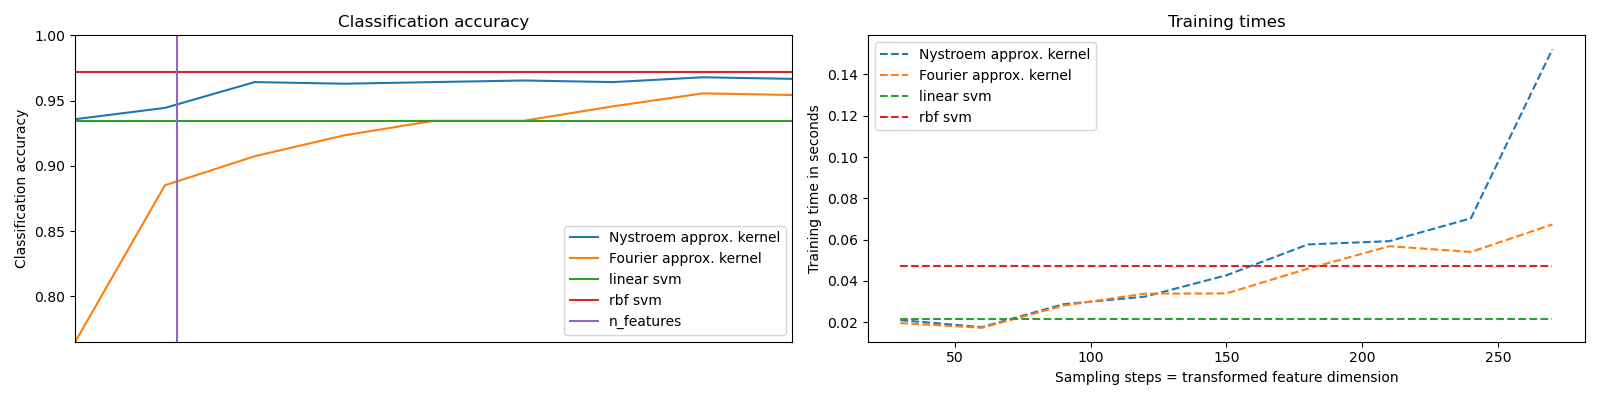 Classification accuracy
Classification accuracy
1.00
0.95
0.90
0.85
0.80
Nystroem approx. kernel
Fourier approx. kernel
linear svm
rbf svm
n_features
Training times
Training time in seconds
0.14
0.12
0.10
0.08
0.06
0.04
0.02
Nystroem approx. kernel
Fourier approx. kernel
linear svm
rbf svm
50 100 150 200 250
Sampling steps = transformed feature dimension